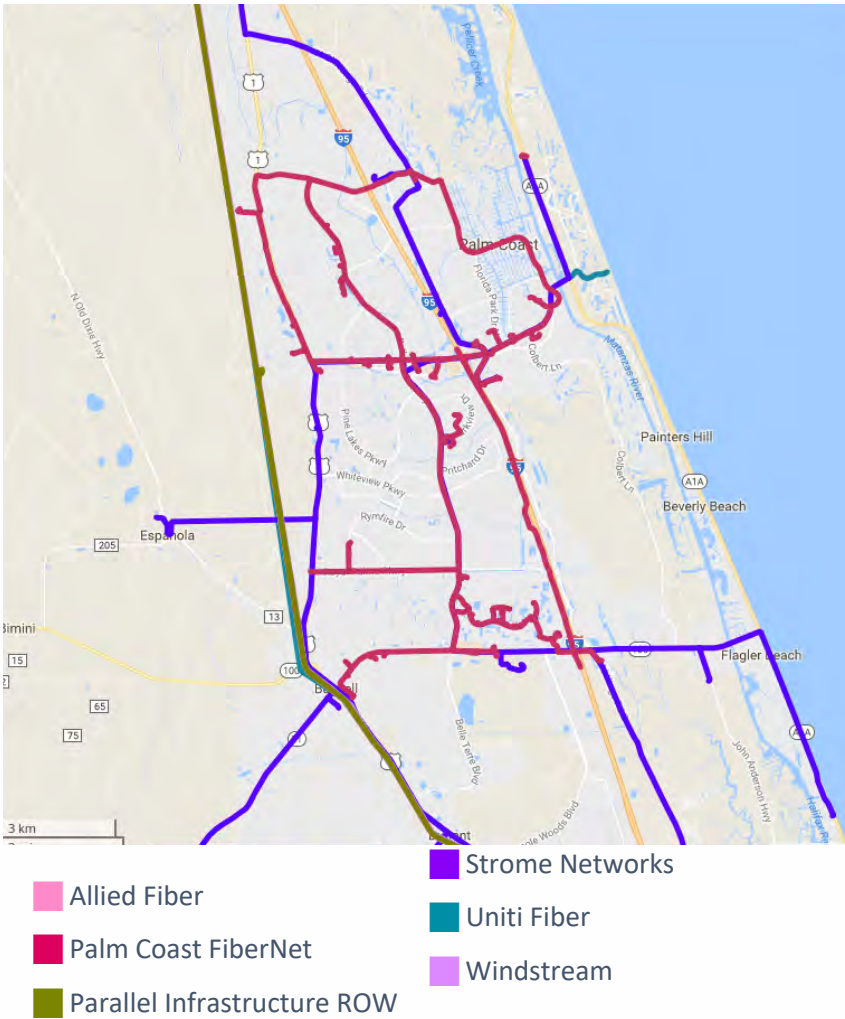 Pellicer Creek
1
95
1
A1A
Palm Coast
N Old Dixie Hwy
Florida Park Dr
95
Colbert Ln
Matanzas River
Pine Lakes Pkwy
Pritchard Dr
Painters Hill
Whiteview Pkwy
95
Colbert Ln
A1A
Beverly Beach
Rymfire Dr
Espanola
205
13
Bimini
Flagler Beach
15
100
65
75
Belle Terre Blvd
John Anderson Hwy
A1A
3 km
Strome Networks
Allied Fiber
Uniti Fiber
Palm Coast FiberNet
Windstream
Parallel Infrastructure ROW